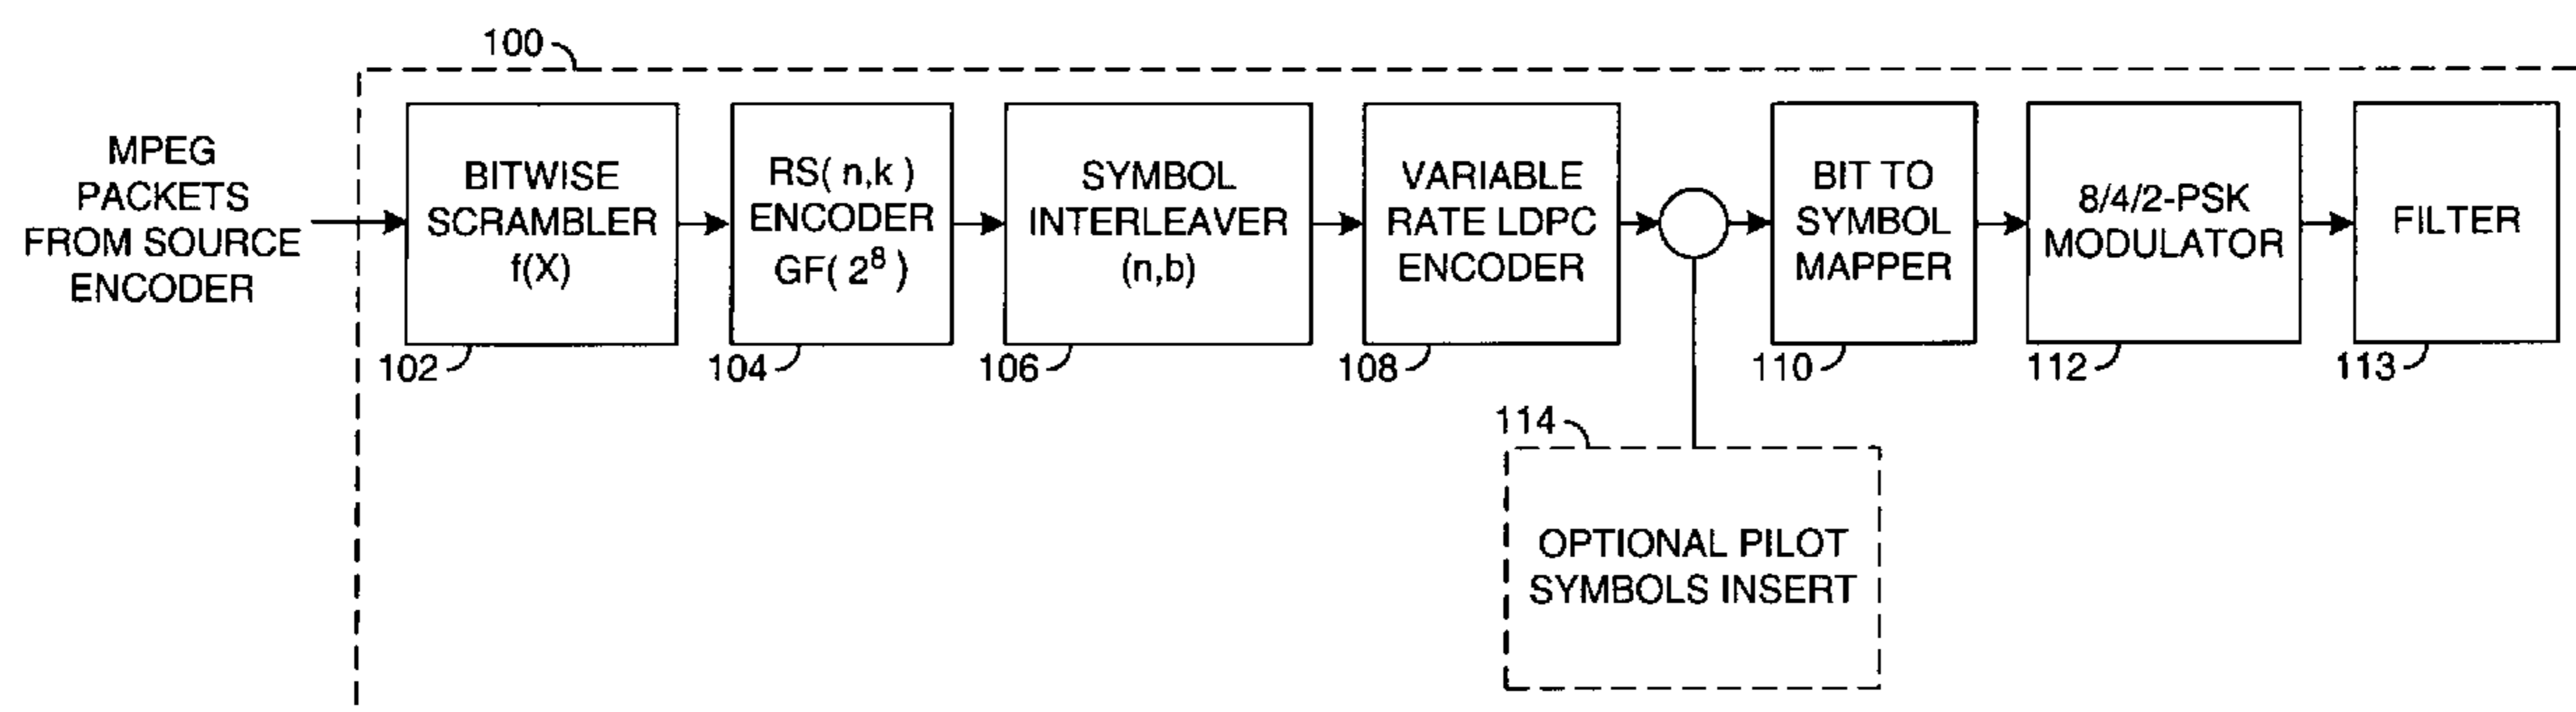 100
MPEG
PACKETS
FROM SOURCE
ENCODER
BITWISE
SCRAMBLER
f(X)
102
RS( n,k )
ENCODER
GF( 2⁸ )
104
SYMBOL
INTERLEAVER
(n,b)
106
VARIABLE
RATE LDPC
ENCODER
108
BIT TO
SYMBOL
MAPPER
110
8/4/2-PSK
MODULATOR
112
FILTER
113
114
OPTIONAL PILOT
SYMBOLS INSERT